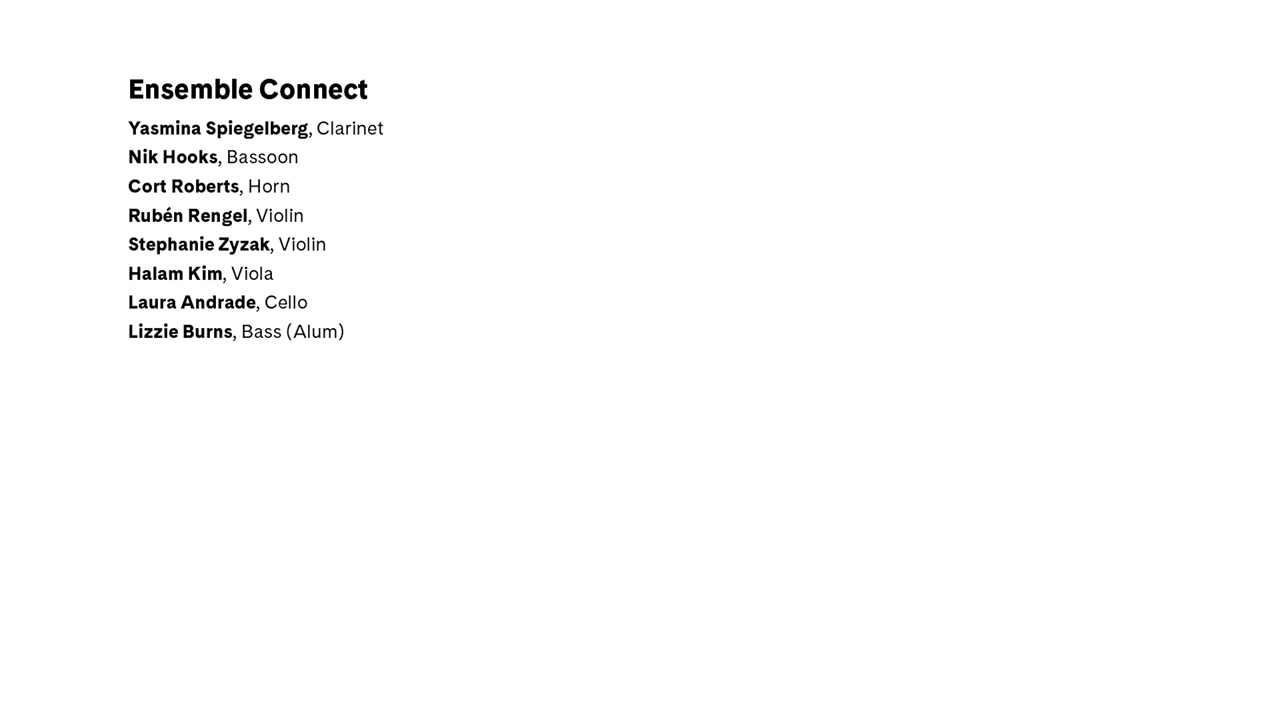 Ensemble Connect
Yasmina Spiegelberg, Clarinet
Nik Hooks, Bassoon
Cort Roberts, Horn
Rubén Rengel, Violin
Stephanie Zyzak, Violin
Halam Kim, Viola
Laura Andrade, Cello
Lizzie Burns, Bass (Alum)